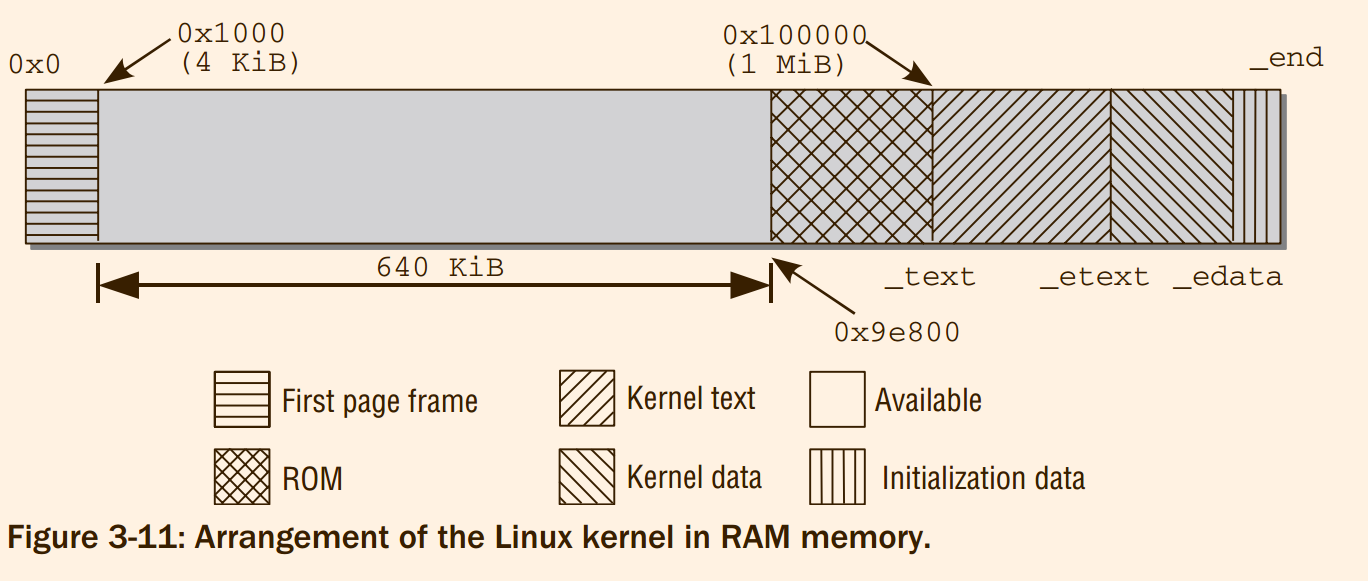 0x0
0x1000
(4 KiB)
0x100000
(1 MiB)
_end
640 KiB
_text
_etext
_edata
0x9e800
First page frame
Kernel text
Available
ROM
Kernel data
Initialization data
Figure 3-11: Arrangement of the Linux kernel in RAM memory.